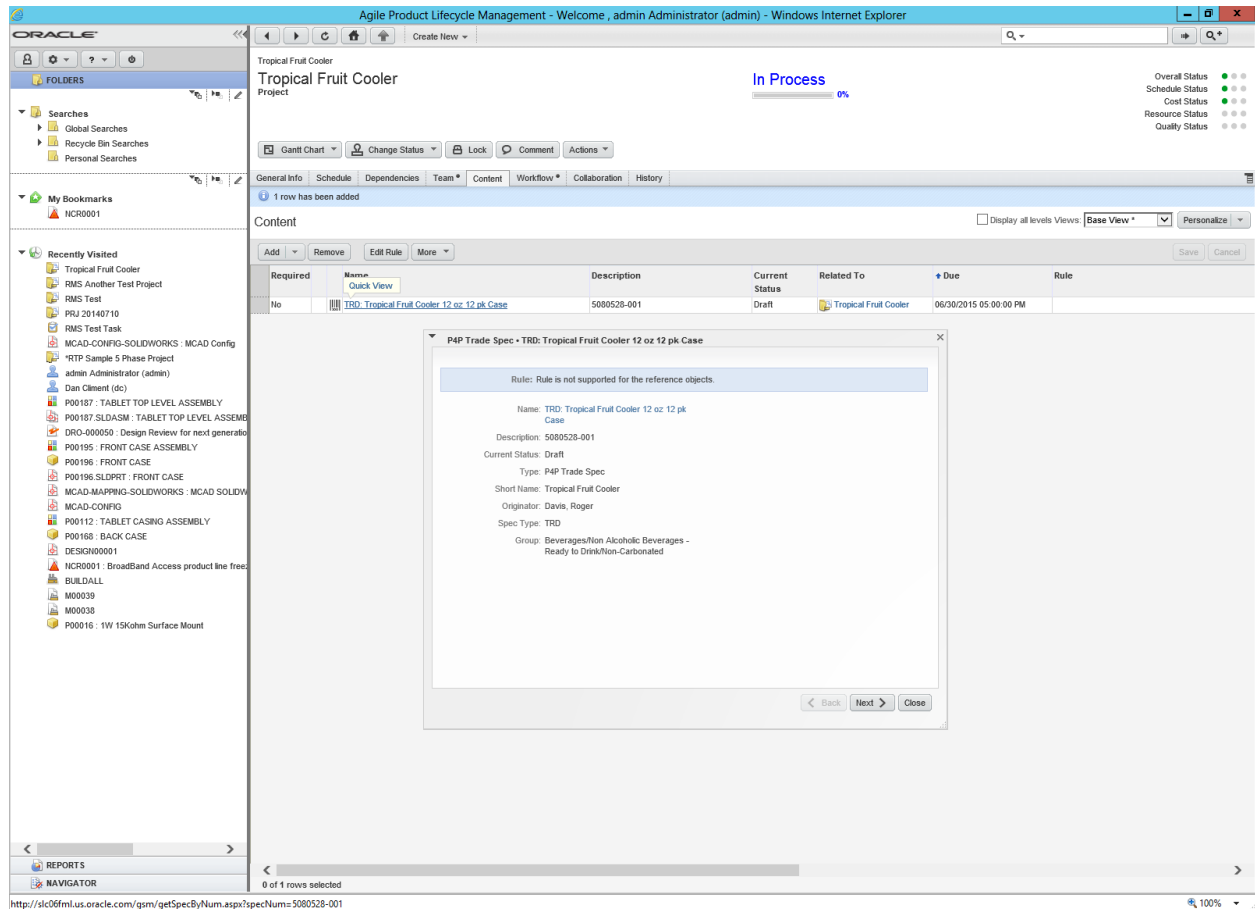 Agile Product Lifecycle Management - Welcome , admin Administrator (admin) - Windows Internet Explorer
ORACLE
Create New
FOLDERS
Searches
Global Searches
Recycle Bin Searches
Personal Searches
My Bookmarks
NCR0001
Recently Visited
Tropical Fruit Cooler
RMS Another Test Project
RMS Test
PRJ 20140710
RMS Test Task
MCAD-CONFIG-SOLIDWORKS : MCAD Config
*RTP Sample 5 Phase Project
admin Administrator (admin)
Dan Climent (dc)
P00187 : TABLET TOP LEVEL ASSEMBLY
P00187.SLDASM : TABLET TOP LEVEL ASSEMB
DRO-000050 : Design Review for next generatio
P00195 : FRONT CASE ASSEMBLY
P00196 : FRONT CASE
P00196.SLDPRT : FRONT CASE
MCAD-MAPPING-SOLIDWORKS : MCAD SOLIDW
MCAD-CONFIG
P00112 : TABLET CASING ASSEMBLY
P00168 : BACK CASE
DESIGN00001
NCR0001 : BroadBand Access product line freez
BUILDALL
M00039
M00038
P00016 : 1W 15Kohm Surface Mount
REPORTS
NAVIGATOR
Tropical Fruit Cooler
Tropical Fruit Cooler
Project
In Process
0%
Overall Status
Schedule Status
Cost Status
Resource Status
Quality Status
Gantt Chart Change Status Lock Comment Actions
General Info Schedule Dependencies Team * Content Workflow * Collaboration History
1 row has been added
Content
Display all levels Views: Base View * Personalize
Add Remove Edit Rule More Save Cancel
Required Name Description Current Status Related To Due Rule
Quick View
No TRD: Tropical Fruit Cooler 12 oz 12 pk Case 5080528-001 Draft Tropical Fruit Cooler 06/30/2015 05:00:00 PM
P4P Trade Spec • TRD: Tropical Fruit Cooler 12 oz 12 pk Case
Rule: Rule is not supported for the reference objects.
Name: TRD: Tropical Fruit Cooler 12 oz 12 pk
Case
Description: 5080528-001
Current Status: Draft
Type: P4P Trade Spec
Short Name: Tropical Fruit Cooler
Originator: Davis, Roger
Spec Type: TRD
Group: Beverages/Non Alcoholic Beverages -
Ready to Drink/Non-Carbonated
Back Next Close
0 of 1 rows selected
http://slc06fml.us.oracle.com/gsm/getSpecByNum.aspx?specNum=5080528-001
100%